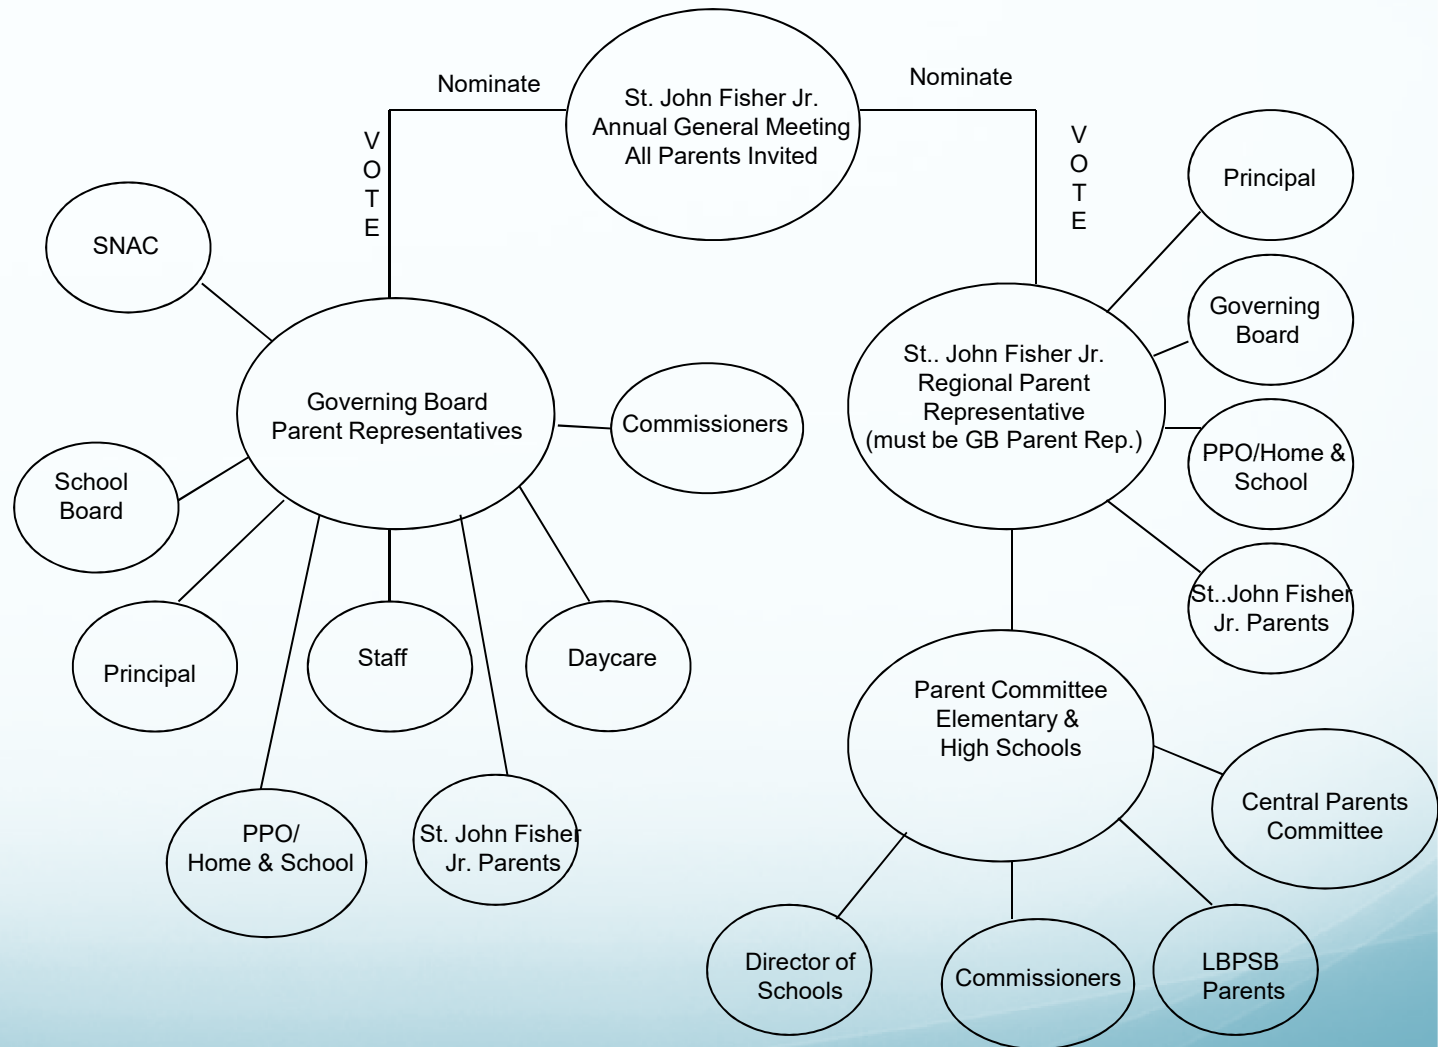 Nominate
St. John Fisher Jr.
Annual General Meeting
All Parents Invited
Nominate
V
O
T
E
V
O
T
E
SNAC
Governing Board
Parent Representatives
Commissioners
School
Board
Principal
PPO/
Home & School
Staff
St. John Fisher
Jr. Parents
Daycare
St.. John Fisher Jr.
Regional Parent
Representative
(must be GB Parent Rep.)
Principal
Governing
Board
PPO/Home &
School
St..John Fisher
Jr. Parents
Parent Committee
Elementary &
High Schools
Central Parents
Committee
Director of
Schools
Commissioners
LBPSB
Parents